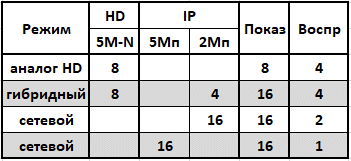 Режим HD IP Показ Воспр
5M-N 5Мп 2Мп
аналог HD 8 8 4
гибридный 8 4 16 4
сетевой 16 16 2
сетевой 16 16 1